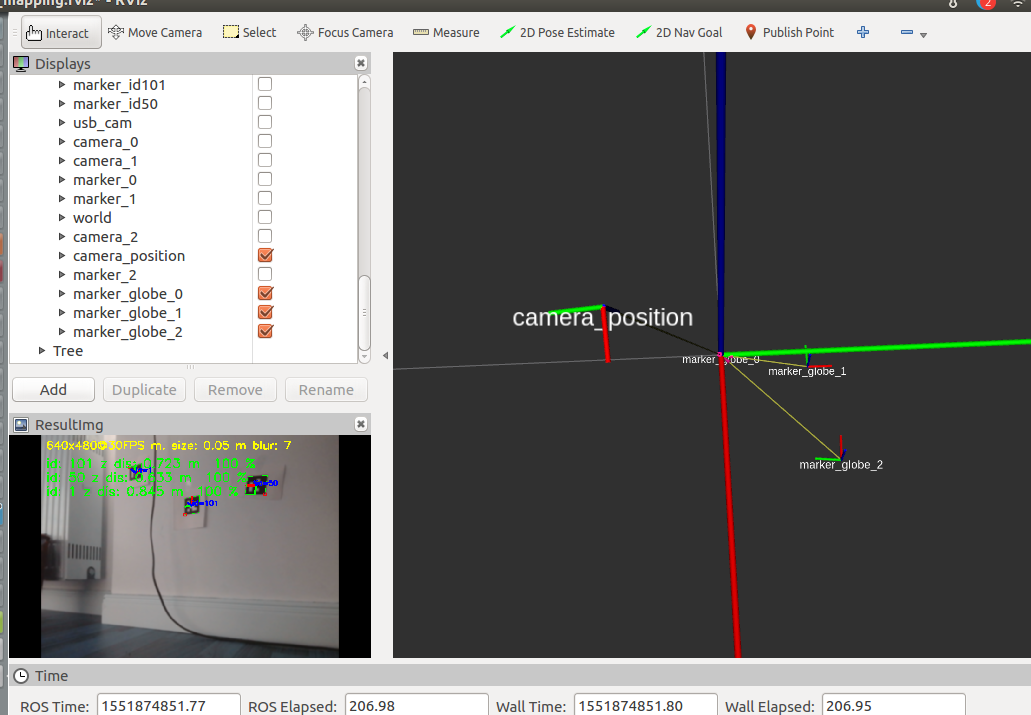 _mapping.rviz* - RViz
2
Interact Move Camera Select Focus Camera Measure 2D Pose Estimate 2D Nav Goal Publish Point
Displays
marker_id101
marker_id50
usb_cam
camera_0
camera_1
marker_0
marker_1
world
camera_2
camera_position
marker_2
marker_globe_0
marker_globe_1
marker_globe_2
Tree
Add Duplicate Remove Rename
camera_position
marker_globe_0
marker_globe_1
marker_globe_2
ResultImg
640x480@30FPS m. size: 0.05 m blur: 7
Time
ROS Time: 1551874851.77 ROS Elapsed: 206.98 Wall Time: 1551874851.80 Wall Elapsed: 206.95